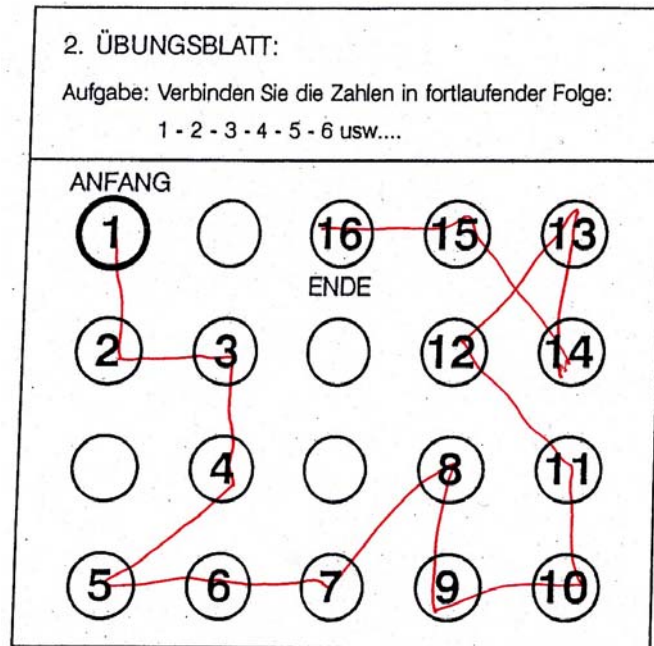 2. ÜBUNGSBLATT:
Aufgabe: Verbinden Sie die Zahlen in fortlaufender Folge:
1 - 2 - 3 - 4 - 5 - 6 usw....
ANFANG
1 16 15 13
ENDE
2 3 12 14
4 8 11
5 6 7 9 10